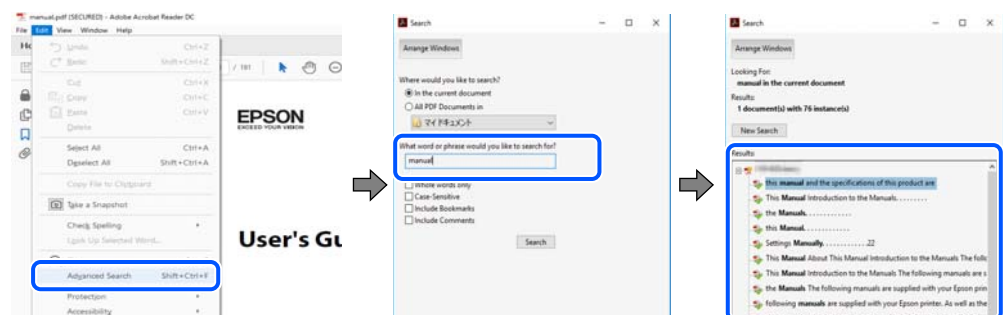 manual.pdf (SECURED) - Adobe Acrobat Reader DC
File Edit View Window Help
Undo Ctrl+Z
Redo Shift+Ctrl+Z
Cut Ctrl+X
Copy Ctrl+C
Paste Ctrl+V
Delete
Select All Ctrl+A
Deselect All Shift+Ctrl+A
Copy File to Clipboard
Take a Snapshot
Check Spelling
Look Up Selected Word...
Advanced Search Shift+Ctrl+F
Protection
Accessibility
/ 181
EPSON
EXCEED YOUR VISION
User's Gu
Search
Arrange Windows
Where would you like to search?
In the current document
All PDF Documents in
マイ ドキュメント
What word or phrase would you like to search for?
manual
Whole words only
Case-Sensitive
Include Bookmarks
Include Comments
Search
Search
Arrange Windows
Looking For:
manual in the current document
Results:
1 document(s) with 76 instance(s)
New Search
Results:
this manual and the specifications of this product are
This Manual Introduction to the Manuals. . . . . . . . .
the Manuals. . . . . . . . . . . . .
this Manual. . . . . . . . . . . . .
Settings Manually. . . . . . . . . . . . 22
This Manual About This Manual Introduction to the Manuals The follo
This Manual Introduction to the Manuals The following manuals are s
the Manuals The following manuals are supplied with your Epson prin
following manuals are supplied with your Epson printer. As well as the